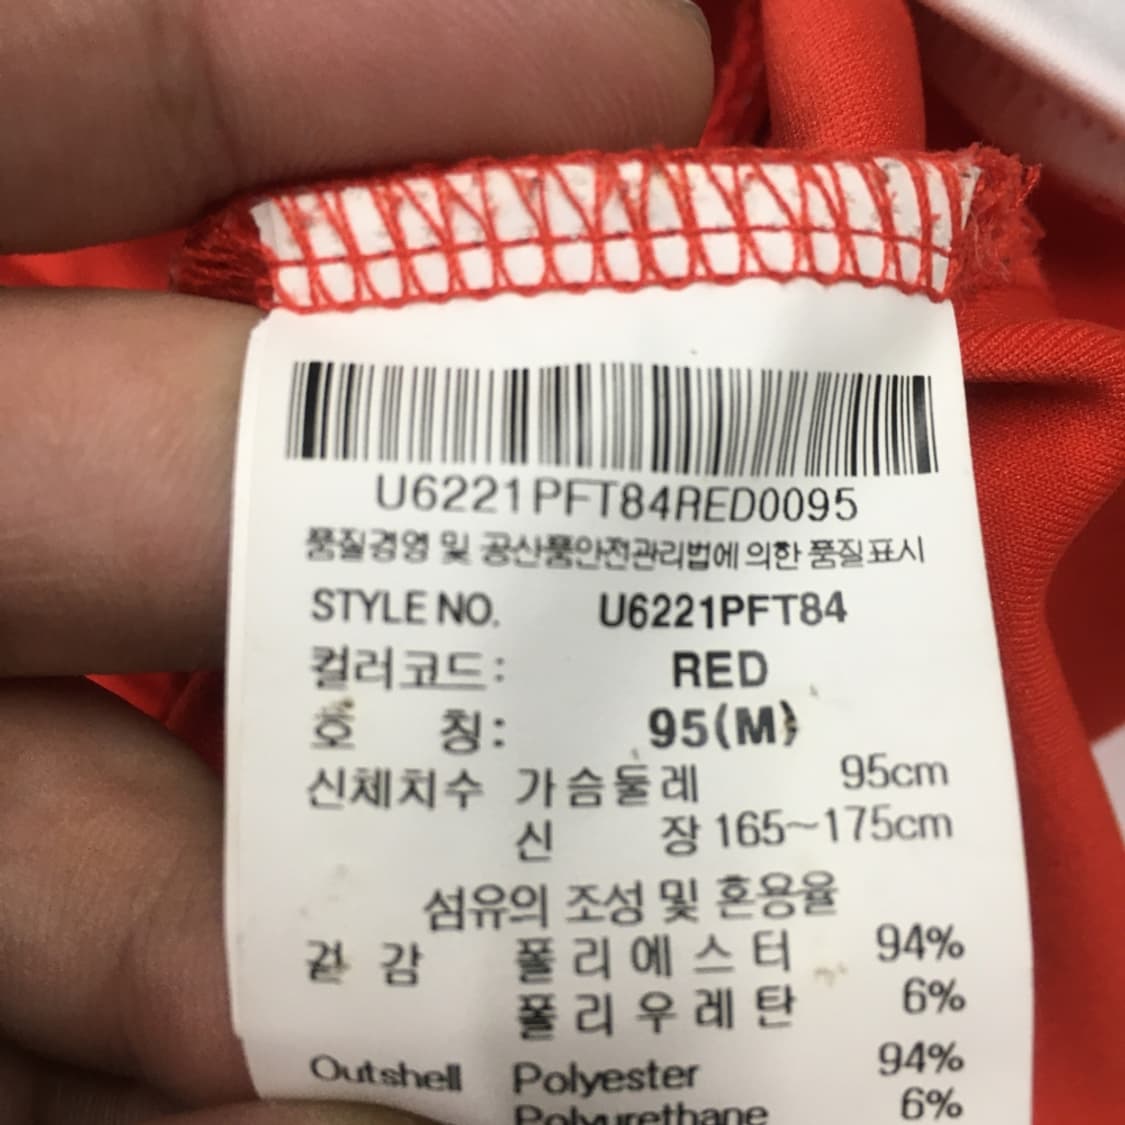 U6221PFT84RED0095
품질경영 및 공산품안전관리법에 의한 품질표시
STYLE NO. U6221PFT84
컬러코드: RED
호 칭: 95(M)
신체치수 가슴둘레 95cm
신 장 165~175cm
섬유의 조성 및 혼용율
겉 감 폴리에스터 94%
폴리우레탄 6%
Outshell Polyester 94%
Polyurethane 6%